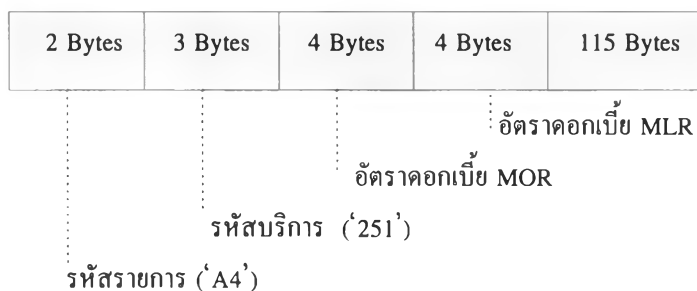 2 Bytes 3 Bytes 4 Bytes 4 Bytes 115 Bytes
อัตราดอกเบี้ย MLR
อัตราดอกเบี้ย MOR
รหัสบริการ ('251')
รหัสรายการ ('A4')